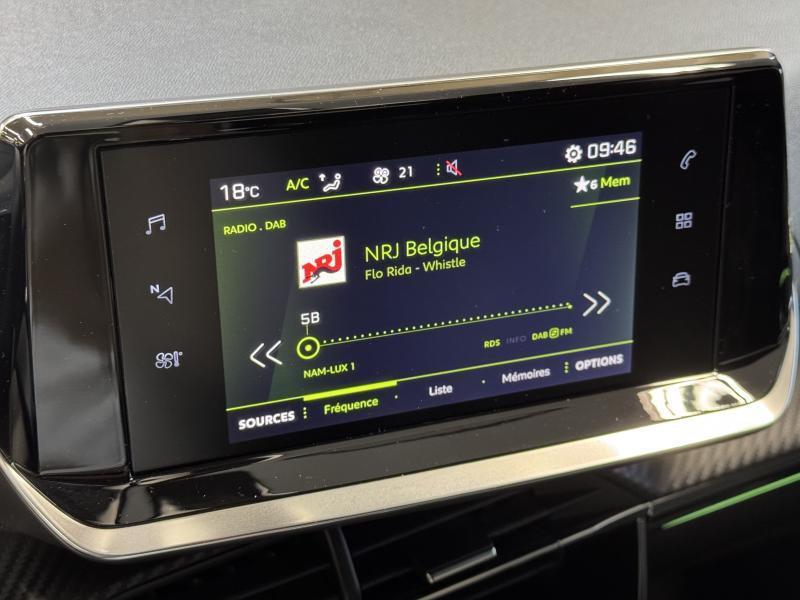 18°C A/C 21 09:46
6 Mem
RADIO . DAB
NRJ
NRJ Belgique
Flo Rida - Whistle
5B
NAM-LUX 1
RDS INFO DAB FM
SOURCES Fréquence Liste Mémoires OPTIONS
N